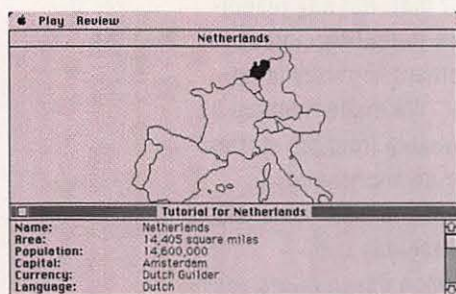 Play Review
Netherlands
Tutorial for Netherlands
Name: Netherlands
Area: 14,405 square miles
Population: 14,600,000
Capital: Amsterdam
Currency: Dutch Guilder
Language: Dutch